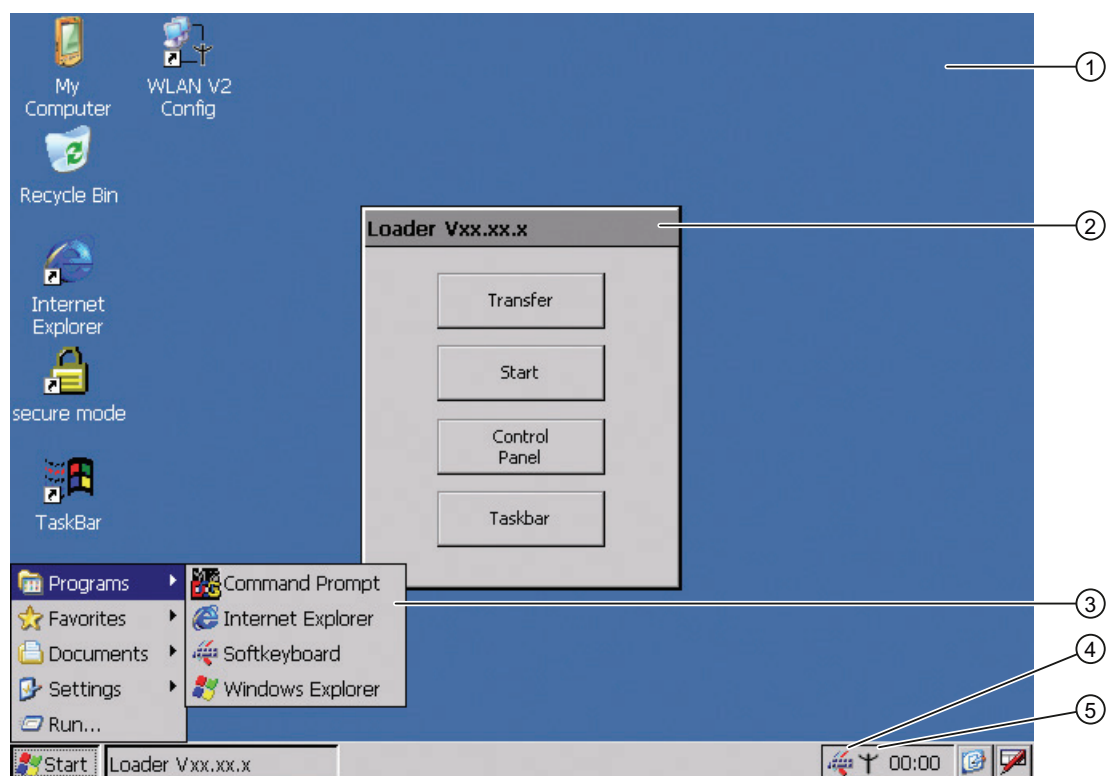 My
Computer
WLAN V2
Config
Recycle Bin
Internet
Explorer
secure mode
TaskBar
Loader Vxx.xx.x
Transfer
Start
Control
Panel
Taskbar
Programs
Favorites
Documents
Settings
Run...
Command Prompt
Internet Explorer
Softkeyboard
Windows Explorer
Start
Loader Vxx.xx.x
00:00
1
2
3
4
5